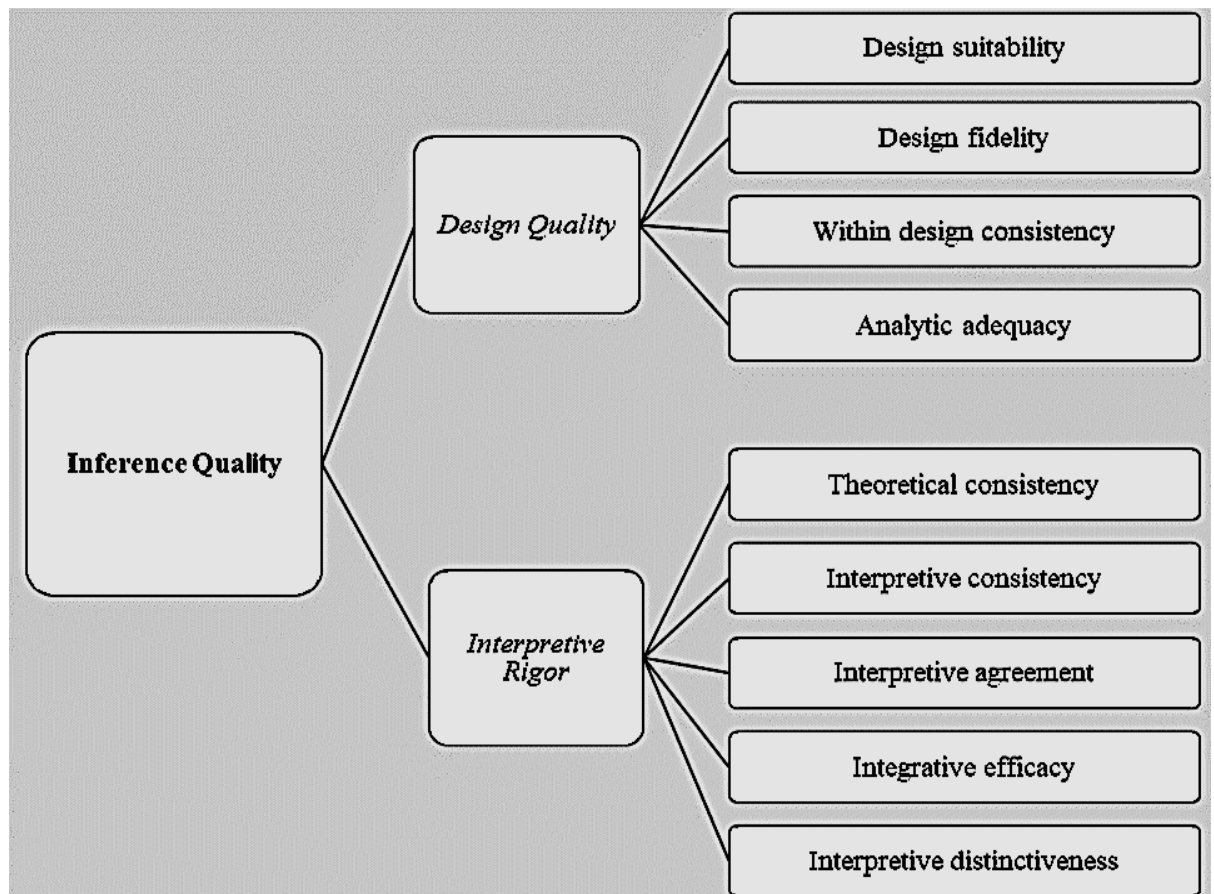 Design suitability
Design fidelity
Design Quality
Within design consistency
Analytic adequacy
Inference Quality
Theoretical consistency
Interpretive consistency
Interpretive
Rigor
Interpretive agreement
Integrative efficacy
Interpretive distinctiveness